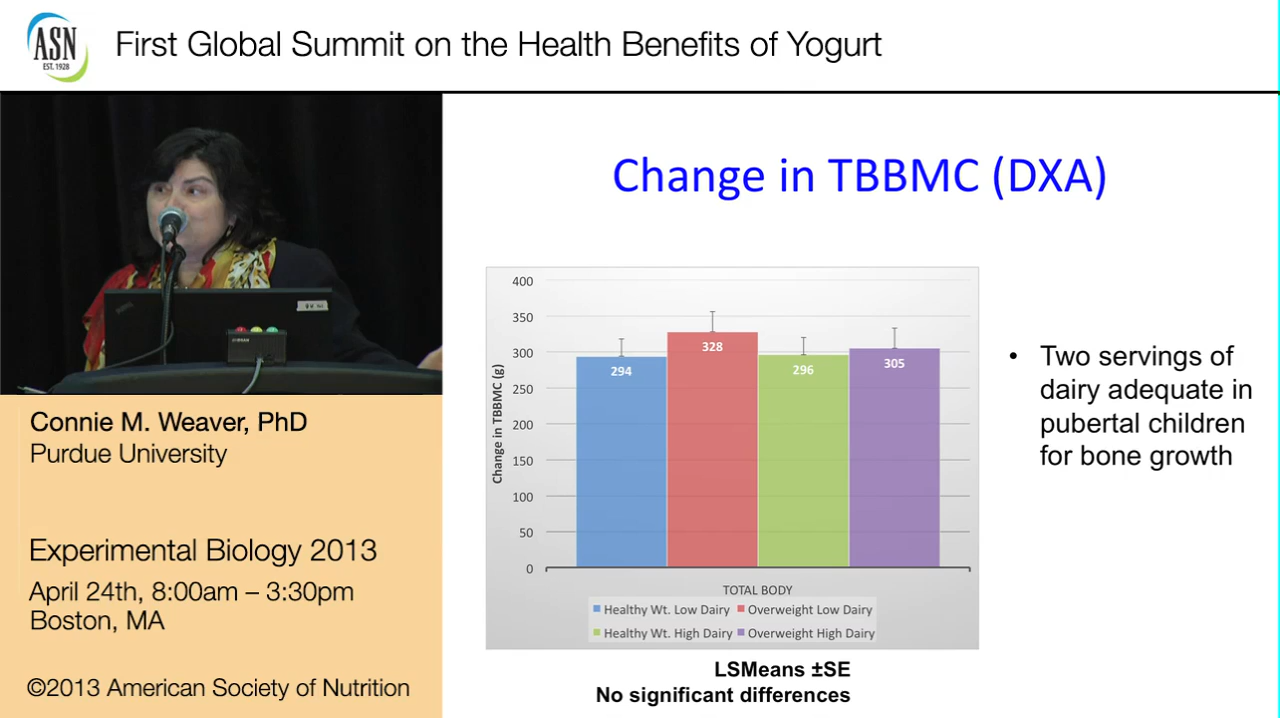 ASN
EST. 1928
First Global Summit on the Health Benefits of Yogurt
Connie M. Weaver, PhD
Purdue University
Experimental Biology 2013
April 24th, 8:00am – 3:30pm
Boston, MA
©2013 American Society of Nutrition
Change in TBBMC (DXA)
Change in TBBMC (g)
400
350
300
250
200
150
100
50
0
294
328
296
305
TOTAL BODY
Healthy Wt. Low Dairy
Overweight Low Dairy
Healthy Wt. High Dairy
Overweight High Dairy
LSMeans ±SE
No significant differences
• Two servings of
dairy adequate in
pubertal children
for bone growth